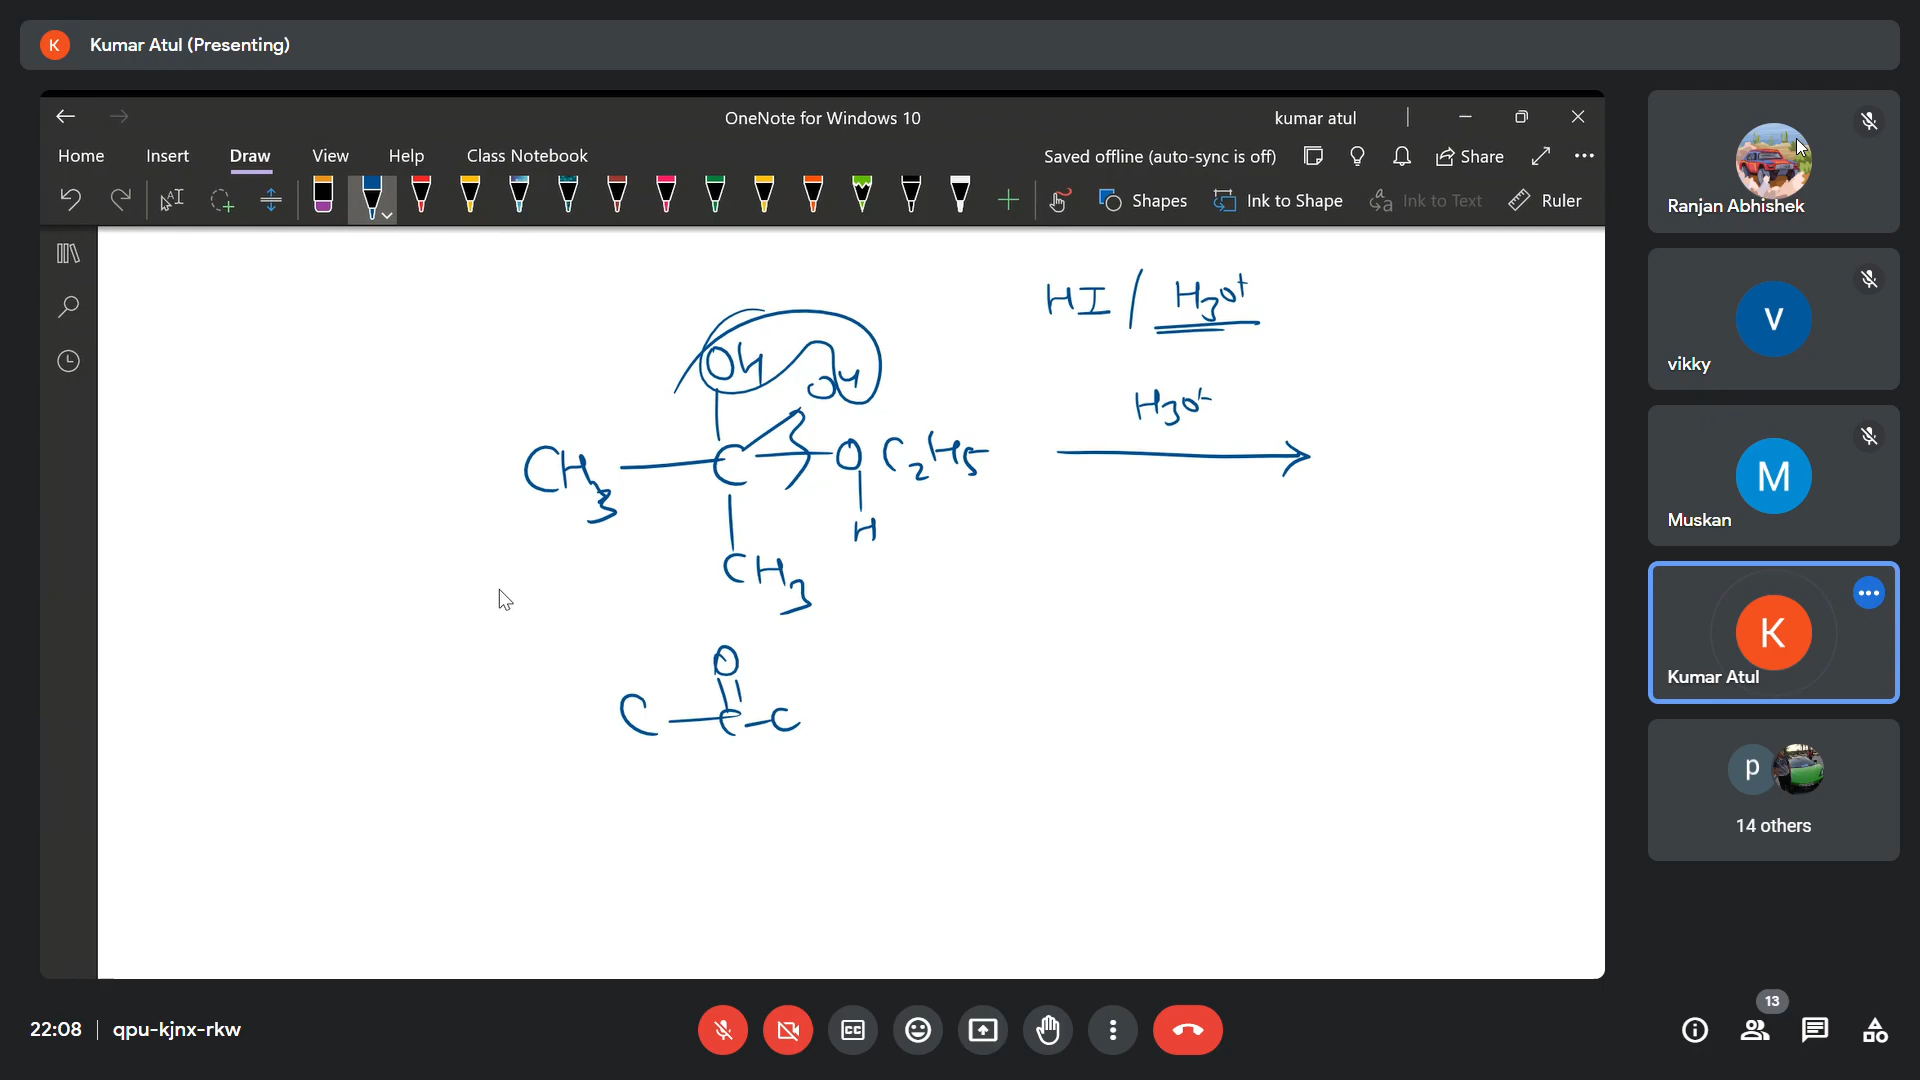 Kumar Atul (Presenting)
OneNote for Windows 10
kumar atul
Home Insert Draw View Help Class Notebook
Saved offline (auto-sync is off) Share
Shapes Ink to Shape Ink to Text Ruler
HI / H3O+
OH
OH
H3O+
CH3 — C — O C2H5
H
CH3
O
C — C – C
Ranjan Abhishek
V
vikky
M
Muskan
K
Kumar Atul
p
14 others
22:08 | qpu-kjnx-rkw
13